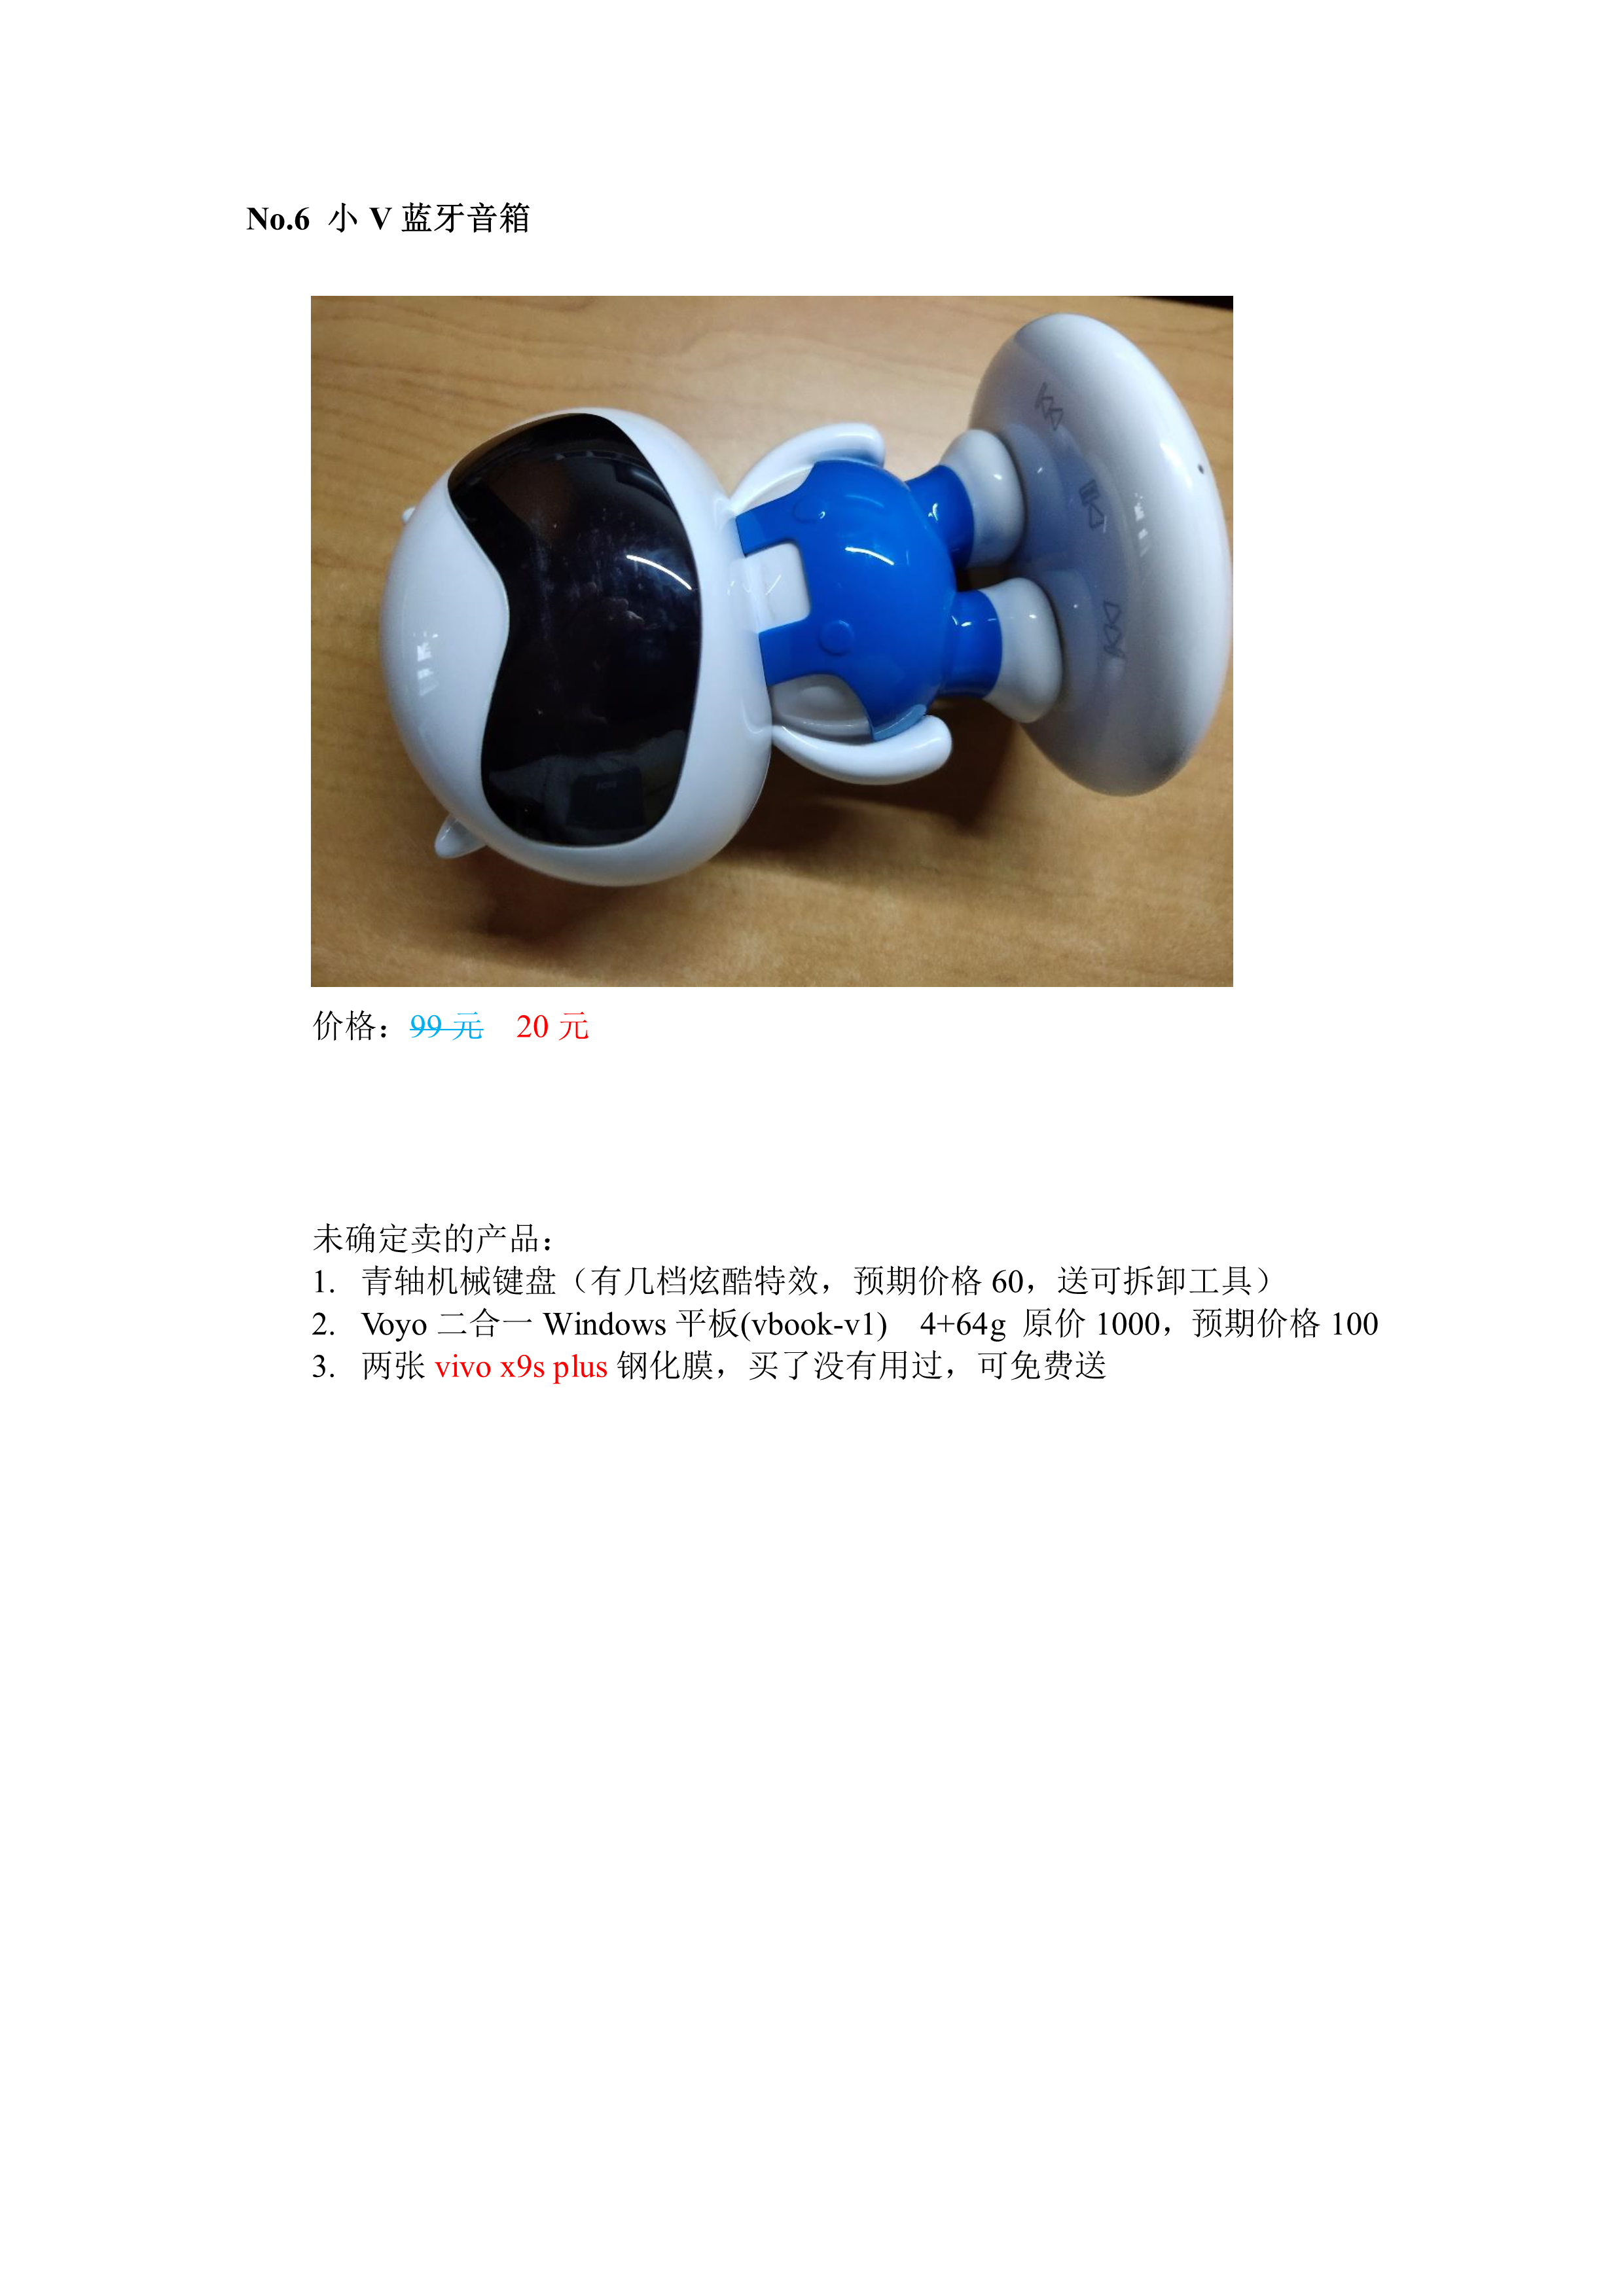 No.6 小 V 蓝牙音箱
价格：99 元 20 元
未确定卖的产品：
1. 青轴机械键盘（有几档炫酷特效，预期价格 60，送可拆卸工具）
2. Voyo 二合一 Windows 平板(vbook-v1) 4+64g 原价 1000，预期价格 100
3. 两张 vivo x9s plus 钢化膜，买了没有用过，可免费送